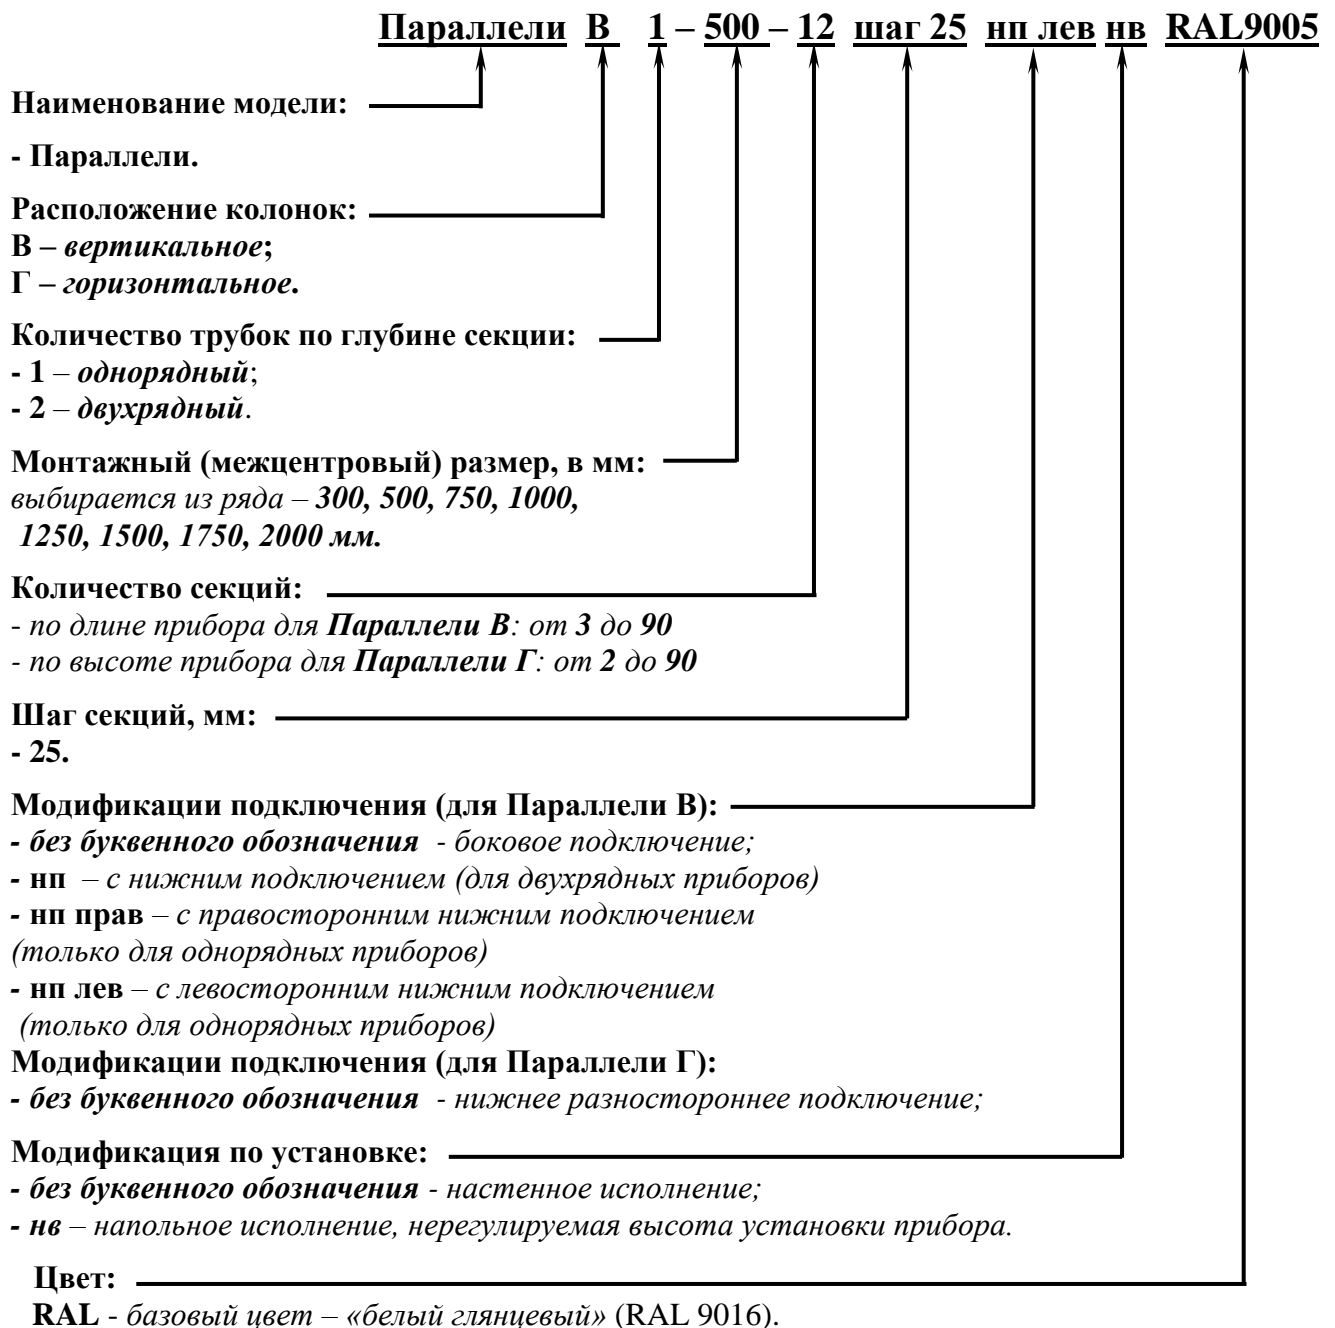 Параллели В 1 – 500 – 12 шаг 25 нп лев нв RAL9005
Наименование модели:
- Параллели.
Расположение колонок:
В – вертикальное;
Г – горизонтальное.
Количество трубок по глубине секции:
- 1 – однорядный;
- 2 – двухрядный.
Монтажный (межцентровый) размер, в мм:
выбирается из ряда – 300, 500, 750, 1000,
1250, 1500, 1750, 2000 мм.
Количество секций:
- по длине прибора для Параллели В: от 3 до 90
- по высоте прибора для Параллели Г: от 2 до 90
Шаг секций, мм:
- 25.
Модификации подключения (для Параллели В):
- без буквенного обозначения - боковое подключение;
- нп – с нижним подключением (для двухрядных приборов)
- нп прав – с правосторонним нижним подключением
(только для однорядных приборов)
- нп лев – с левосторонним нижним подключением
(только для однорядных приборов)
Модификации подключения (для Параллели Г):
- без буквенного обозначения - нижнее разностороннее подключение;
Модификация по установке:
- без буквенного обозначения - настенное исполнение;
- нв – напольное исполнение, нерегулируемая высота установки прибора.
Цвет:
RAL - базовый цвет – «белый глянцевый» (RAL 9016).